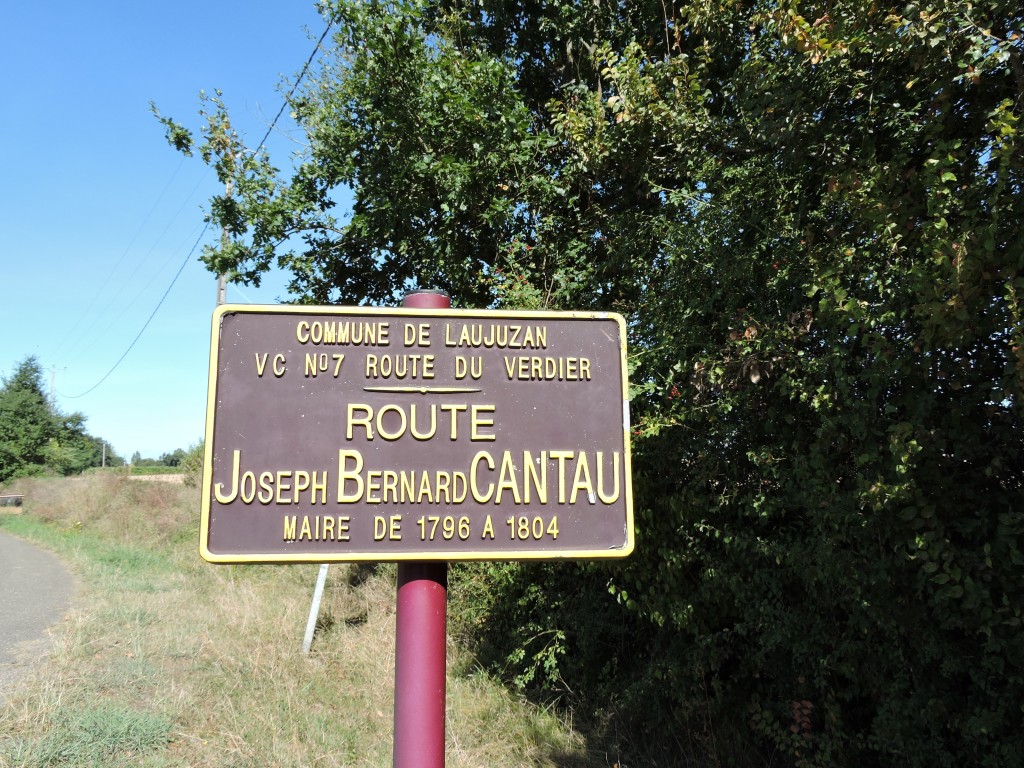 COMMUNE DE LAUJUZAN
VC Nº7 ROUTE DU VERDIER
ROUTE
JOSEPH BERNARD CANTAU
MAIRE DE 1796 A 1804